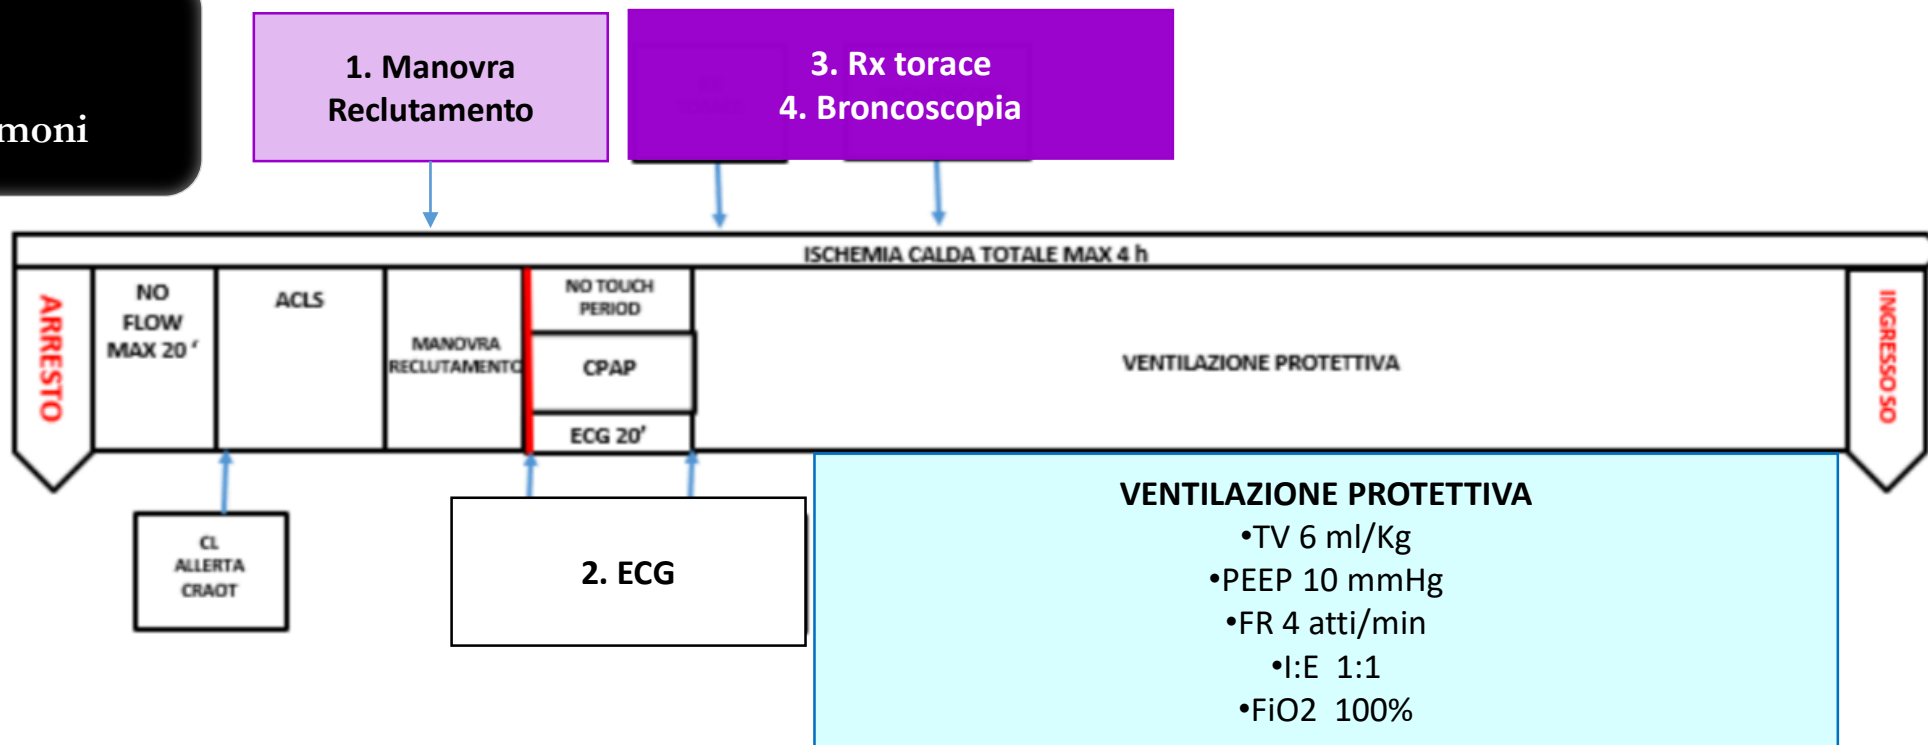 moni
1. Manovra
Reclutamento
3. Rx torace
4. Broncoscopia
ISCHEMIA CALDA TOTALE MAX 4 h
ARRESTO
NO
FLOW
MAX 20 ‘
ACLS
MANOVRA
RECLUTAMENTO
NO TOUCH
PERIOD
CPAP
ECG 20’
VENTILAZIONE PROTETTIVA
INGRESSO SO
CL
ALLERTA
CRAOT
2. ECG
VENTILAZIONE PROTETTIVA
•TV 6 ml/Kg
•PEEP 10 mmHg
•FR 4 atti/min
•I:E 1:1
•FiO2 100%